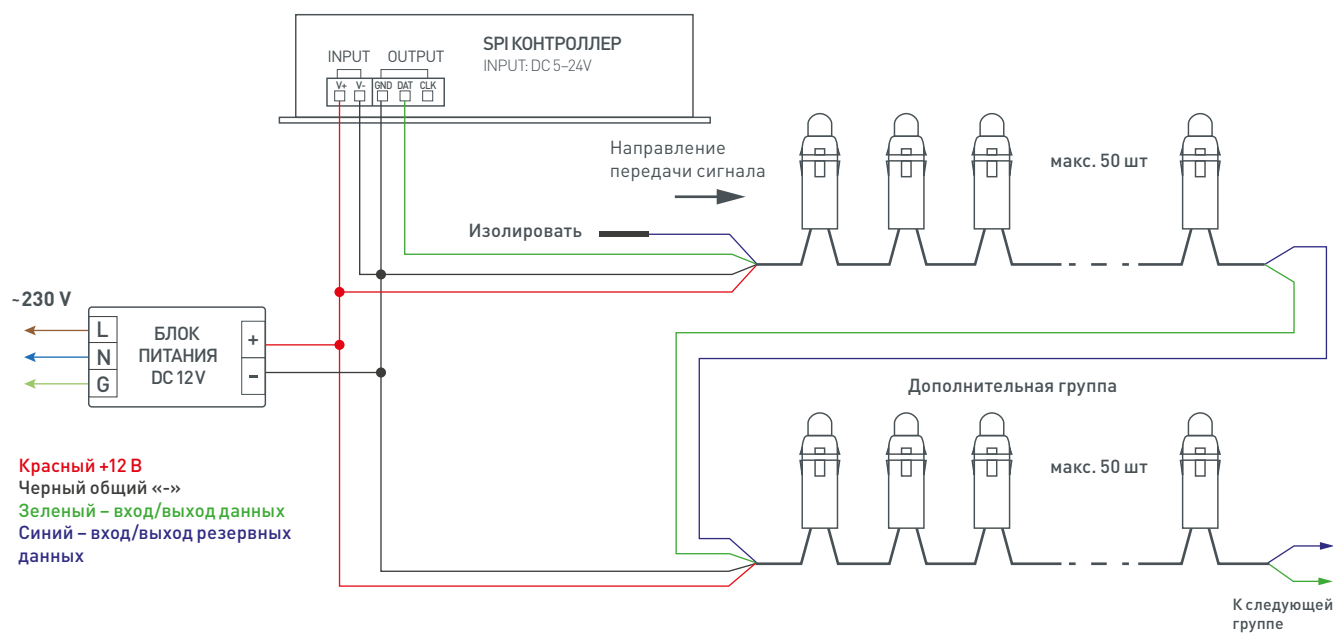 SPI КОНТРОЛЛЕР
INPUT: DC 5–24V
INPUT OUTPUT
V+ V- GND DAT CLK
Направление
передачи сигнала
макс. 50 шт
Изолировать
~230 V
L
N
G
БЛОК
ПИТАНИЯ
DC 12V
+
-
Дополнительная группа
макс. 50 шт
Красный +12 В
Черный общий «-»
Зеленый – вход/выход данных
Синий – вход/выход резервных
данных
К следующей
группе